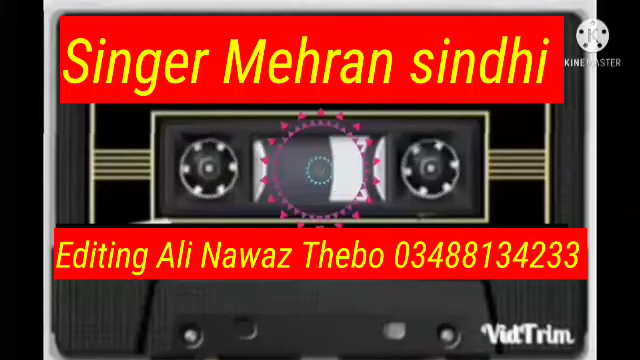 Singer Mehran sindhi
KINEMASTER
Editing Ali Nawaz Thebo 03488134233
VidTrim